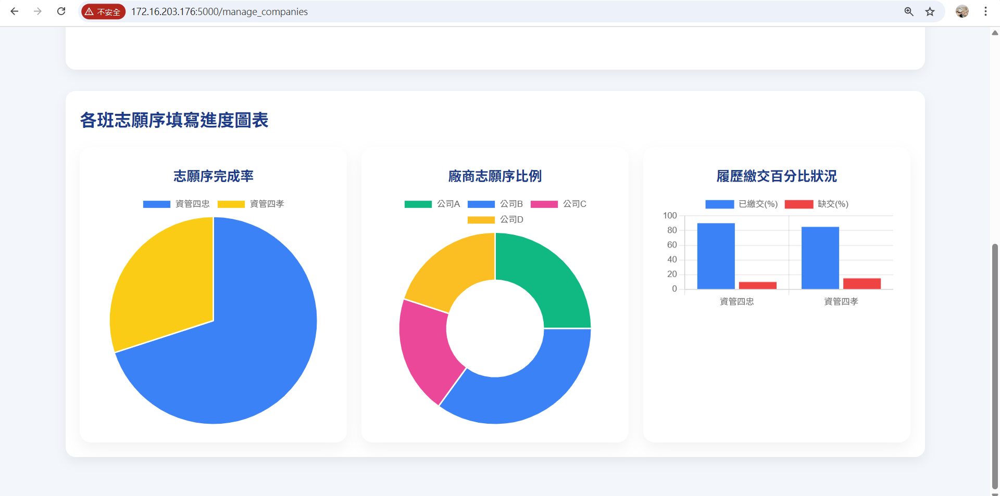 不安全 172.16.203.176:5000/manage_companies
各班志願序填寫進度圖表
志願序完成率
資管四忠 資管四孝
廠商志願序比例
公司A 公司B 公司C
公司D
履歷繳交百分比狀況
已繳交(%) 缺交(%)
100
80
60
40
20
0
資管四忠 資管四孝